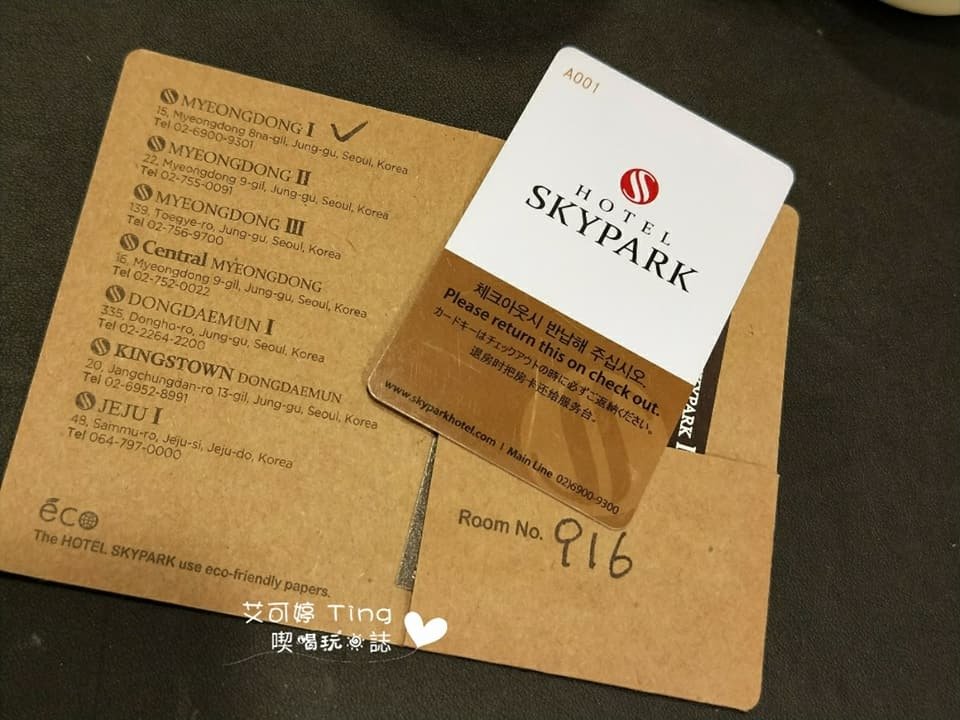 MYEONGDONG I ✓
15, Myeongdong 8na-gil, Jung-gu, Seoul, Korea
Tel 02-6900-9301
MYEONGDONG II
22, Myeongdong 9-gil, Jung-gu, Seoul, Korea
Tel 02-755-0091
MYEONGDONG III
139, Toegye-ro, Jung-gu, Seoul, Korea
Tel 02-756-9700
Central MYEONGDONG
16, Myeongdong 9-gil, Jung-gu, Seoul, Korea
Tel 02-752-0022
DONGDAEMUN I
335, Dongho-ro, Jung-gu, Seoul, Korea
Tel 02-2264-2200
KINGSTOWN DONGDAEMUN
20, Jangchungdan-ro 13-gil, Jung-gu, Seoul, Korea
Tel 02-6952-8991
JEJU I
49, Sammu-ro, Jeju-si, Jeju-do, Korea
Tel 064-797-0000
éco
The HOTEL SKYPARK use eco-friendly papers.
A001
HOTEL
SKYPARK
체크아웃시 반납해 주십시오.
Please return this on check out.
カードキーはチェックアウトの時に必ずご返納ください。
退房时把房卡还给服务台。
www.skyparkhotel.com | Main Line 02)6900-9300
SKYPARK
Room No. 916
艾可婷 Ting
喫喝玩樂誌